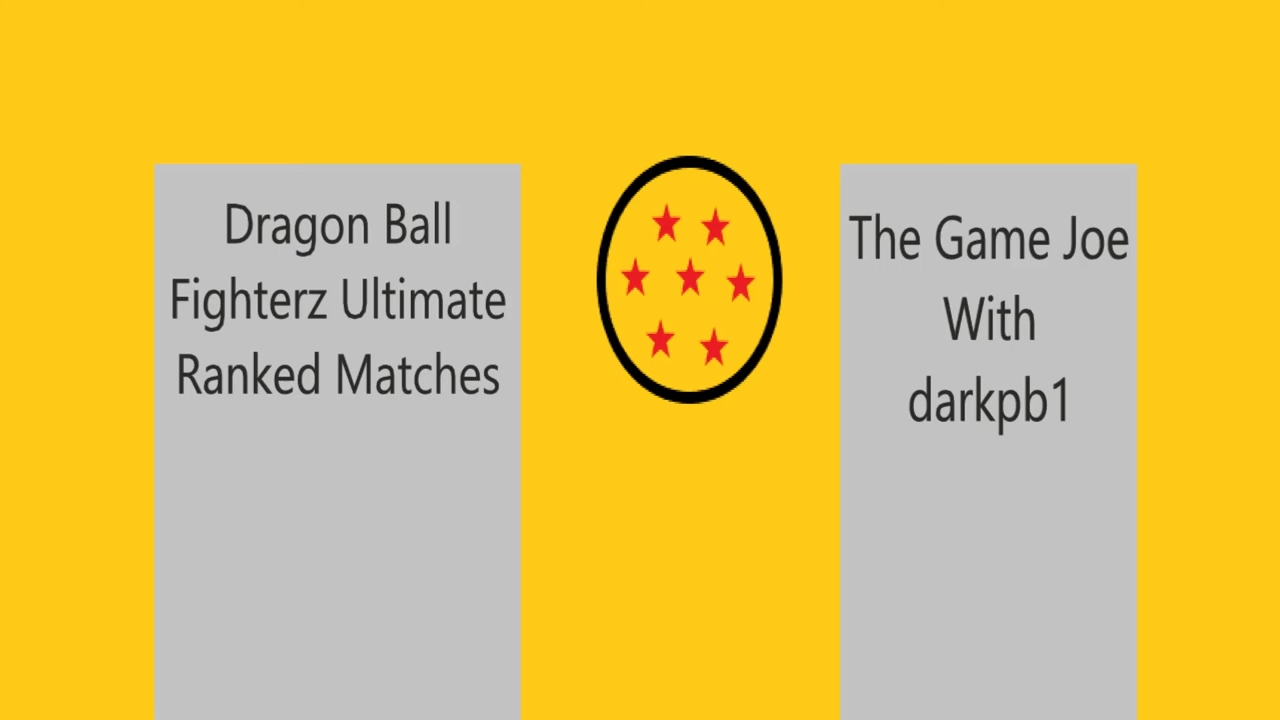 Dragon Ball
Fighterz Ultimate
Ranked Matches
The Game Joe
With
darkpb1